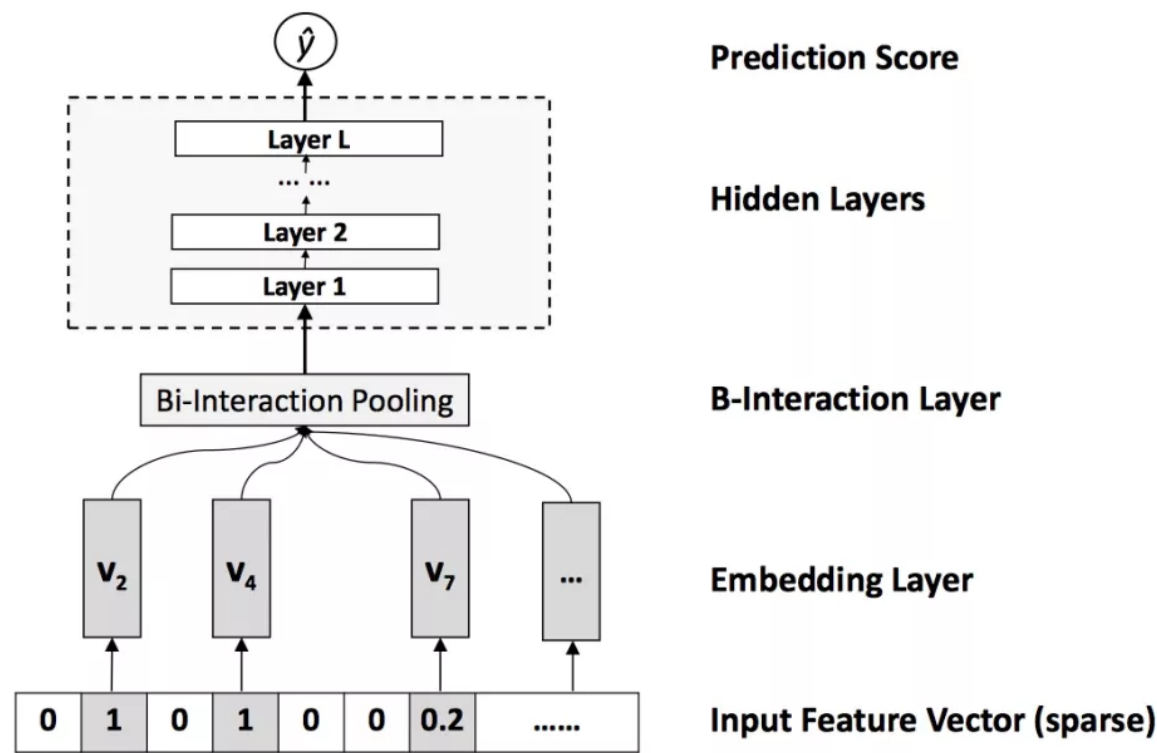 ŷ
Prediction Score
Layer L
... ...
Hidden Layers
Layer 2
Layer 1
Bi-Interaction Pooling
B-Interaction Layer
v₂ v₄ v₇ ...
Embedding Layer
0 1 0 1 0 0 0.2 ......
Input Feature Vector (sparse)